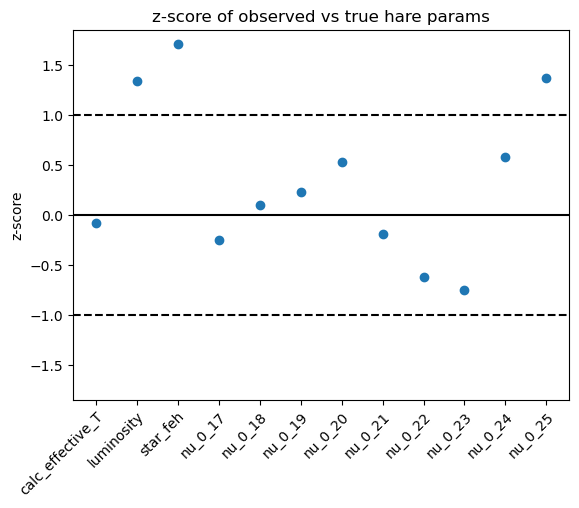 z-score of observed vs true hare params
z-score
1.5
1.0
0.5
0.0
−0.5
−1.0
−1.5
calc_effective_T
luminosity
star_feh
nu_0_17
nu_0_18
nu_0_19
nu_0_20
nu_0_21
nu_0_22
nu_0_23
nu_0_24
nu_0_25